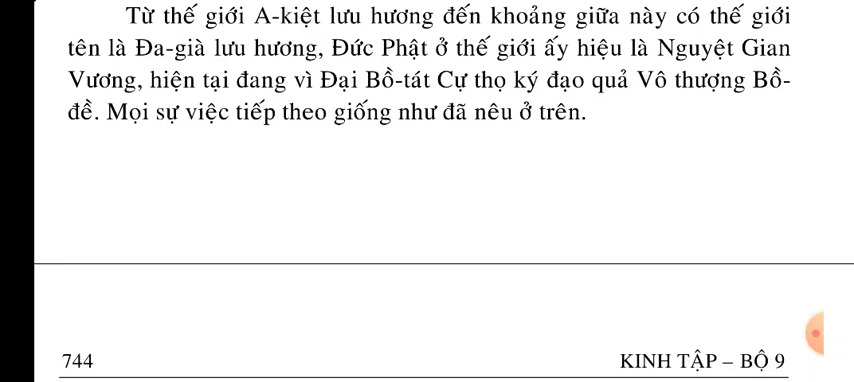 Từ thế giới A-kiệt lưu hương đến khoảng giữa này có thế giới
tên là Đa-già lưu hương, Đức Phật ở thế giới ấy hiệu là Nguyệt Gian
Vương, hiện tại đang vì Đại Bồ-tát Cự thọ ký đạo quả Vô thượng Bồ-
đề. Mọi sự việc tiếp theo giống như đã nêu ở trên.
744 KINH TẬP – BỘ 9